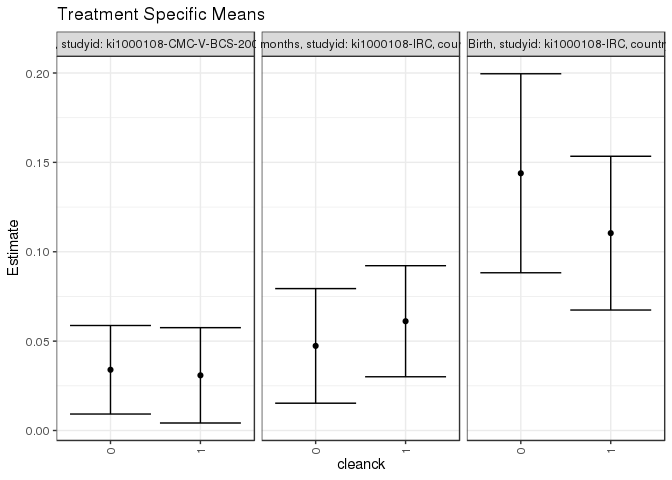 Treatment Specific Means
, studyid: ki1000108-CMC-V-BCS-200
months, studyid: ki1000108-IRC, cour
Birth, studyid: ki1000108-IRC, countr
Estimate
0.20
0.15
0.10
0.05
0.00
0 1 0 1 0 1
cleanck